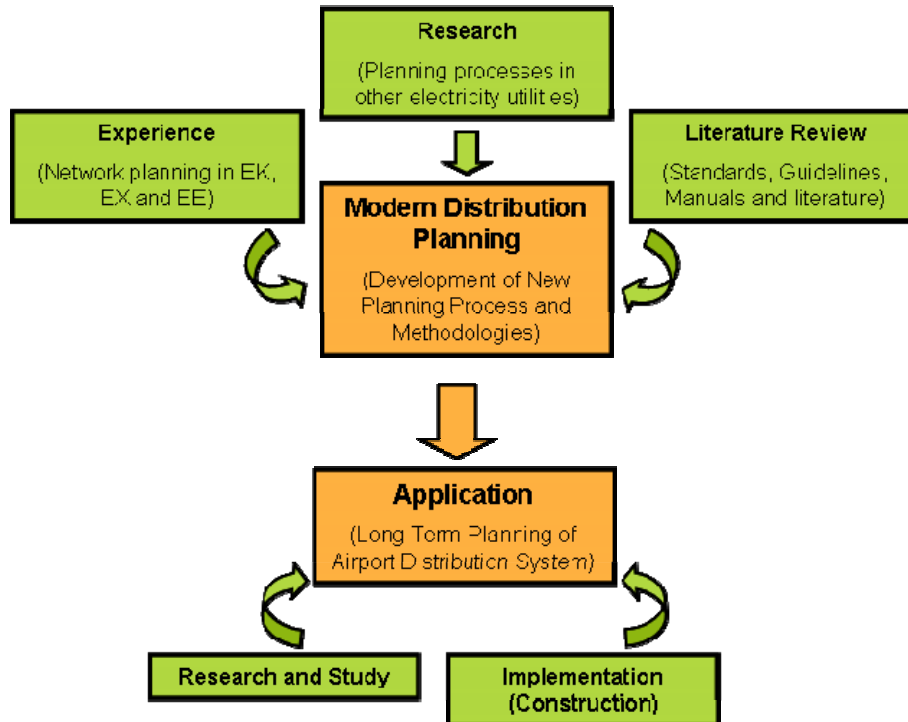 Research
(Planning processes in
other electricity utilities)
Experience
(Network planning in EK,
EX and EE)
Literature Review
(Standards, Guidelines,
Manuals and literature)
Modern Distribution
Planning
(Development of New
Planning Process and
Methodologies)
Application
(Long Term Planning of
Airport Distribution System)
Research and Study
Implementation
(Construction)